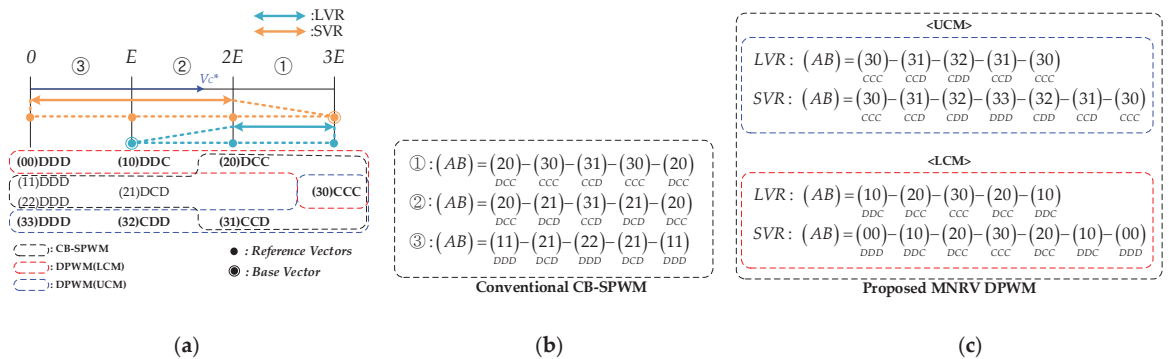 :LVR
:SVR
0 E 2E 3E
③ ② ①
Vc*
(00)DDD (10)DDC (20)DCC
(11)DDD
(21)DCD
(30)CCC
(22)DDD
(33)DDD (32)CDD (31)CCD
: CB-SPWM
: DPWM(LCM)
: DPWM(UCM)
: Reference Vectors
: Base Vector
(a)
①: (AB)=(20)-(30)-(31)-(30)-(20)
DCC CCC CCD CCC DCC
②: (AB)=(20)-(21)-(31)-(21)-(20)
DCC DCD CCD DCD DCC
③: (AB)=(11)-(21)-(22)-(21)-(11)
DDD DCD DDD DCD DDD
Conventional CB-SPWM
(b)
<UCM>
LVR: (AB)=(30)-(31)-(32)-(31)-(30)
CCC CCD CDD CCD CCC
SVR: (AB)=(30)-(31)-(32)-(33)-(32)-(31)-(30)
CCC CCD CDD DDD CDD CCD CCC
<LCM>
LVR: (AB)=(10)-(20)-(30)-(20)-(10)
DDC DCC CCC DCC DDC
SVR: (AB)=(00)-(10)-(20)-(30)-(20)-(10)-(00)
DDD DDC DCC CCC DCC DDC DDD
Proposed MNRV DPWM
(c)